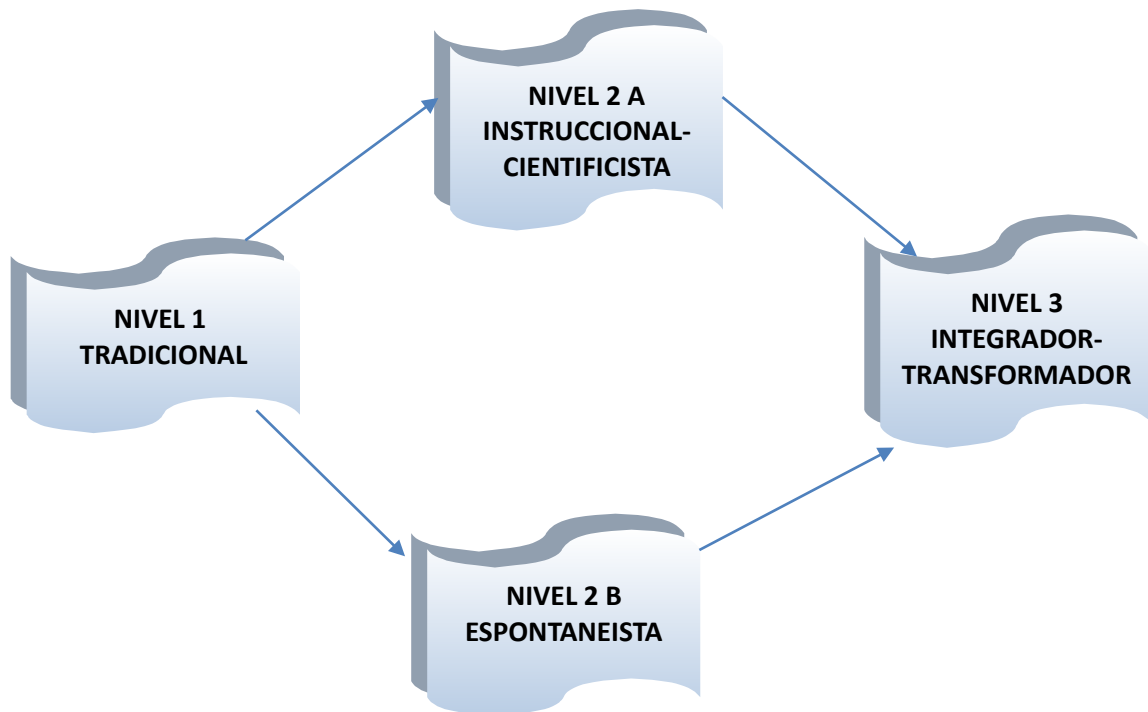 NIVEL 2 A
INSTRUCCIONAL-
CIENTIFICISTA
NIVEL 1
TRADICIONAL
NIVEL 3
INTEGRADOR-
TRANSFORMADOR
NIVEL 2 B
ESPONTANEISTA